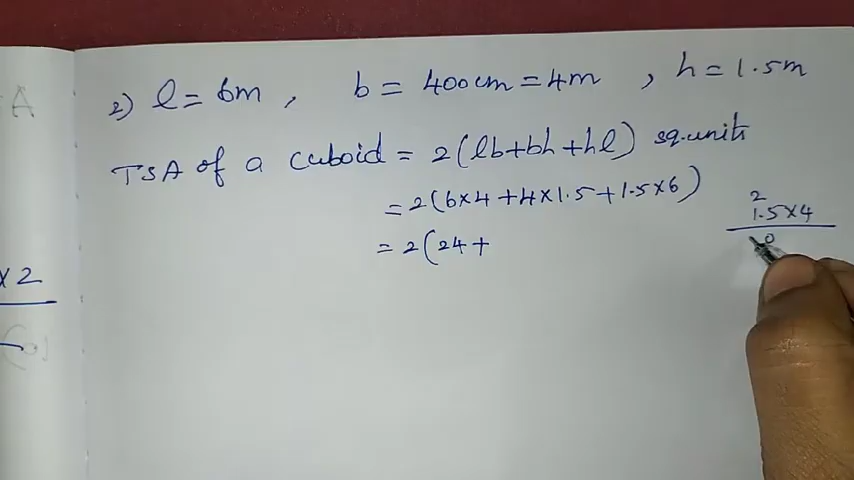 2) l = 6m , b = 400cm = 4m , h = 1.5m
TSA of a cuboid = 2(lb+bh+hl) sq.units
= 2(6×4 +4×1.5+1.5×6)
= 2(24+
2
1.5×4
0
×2
A